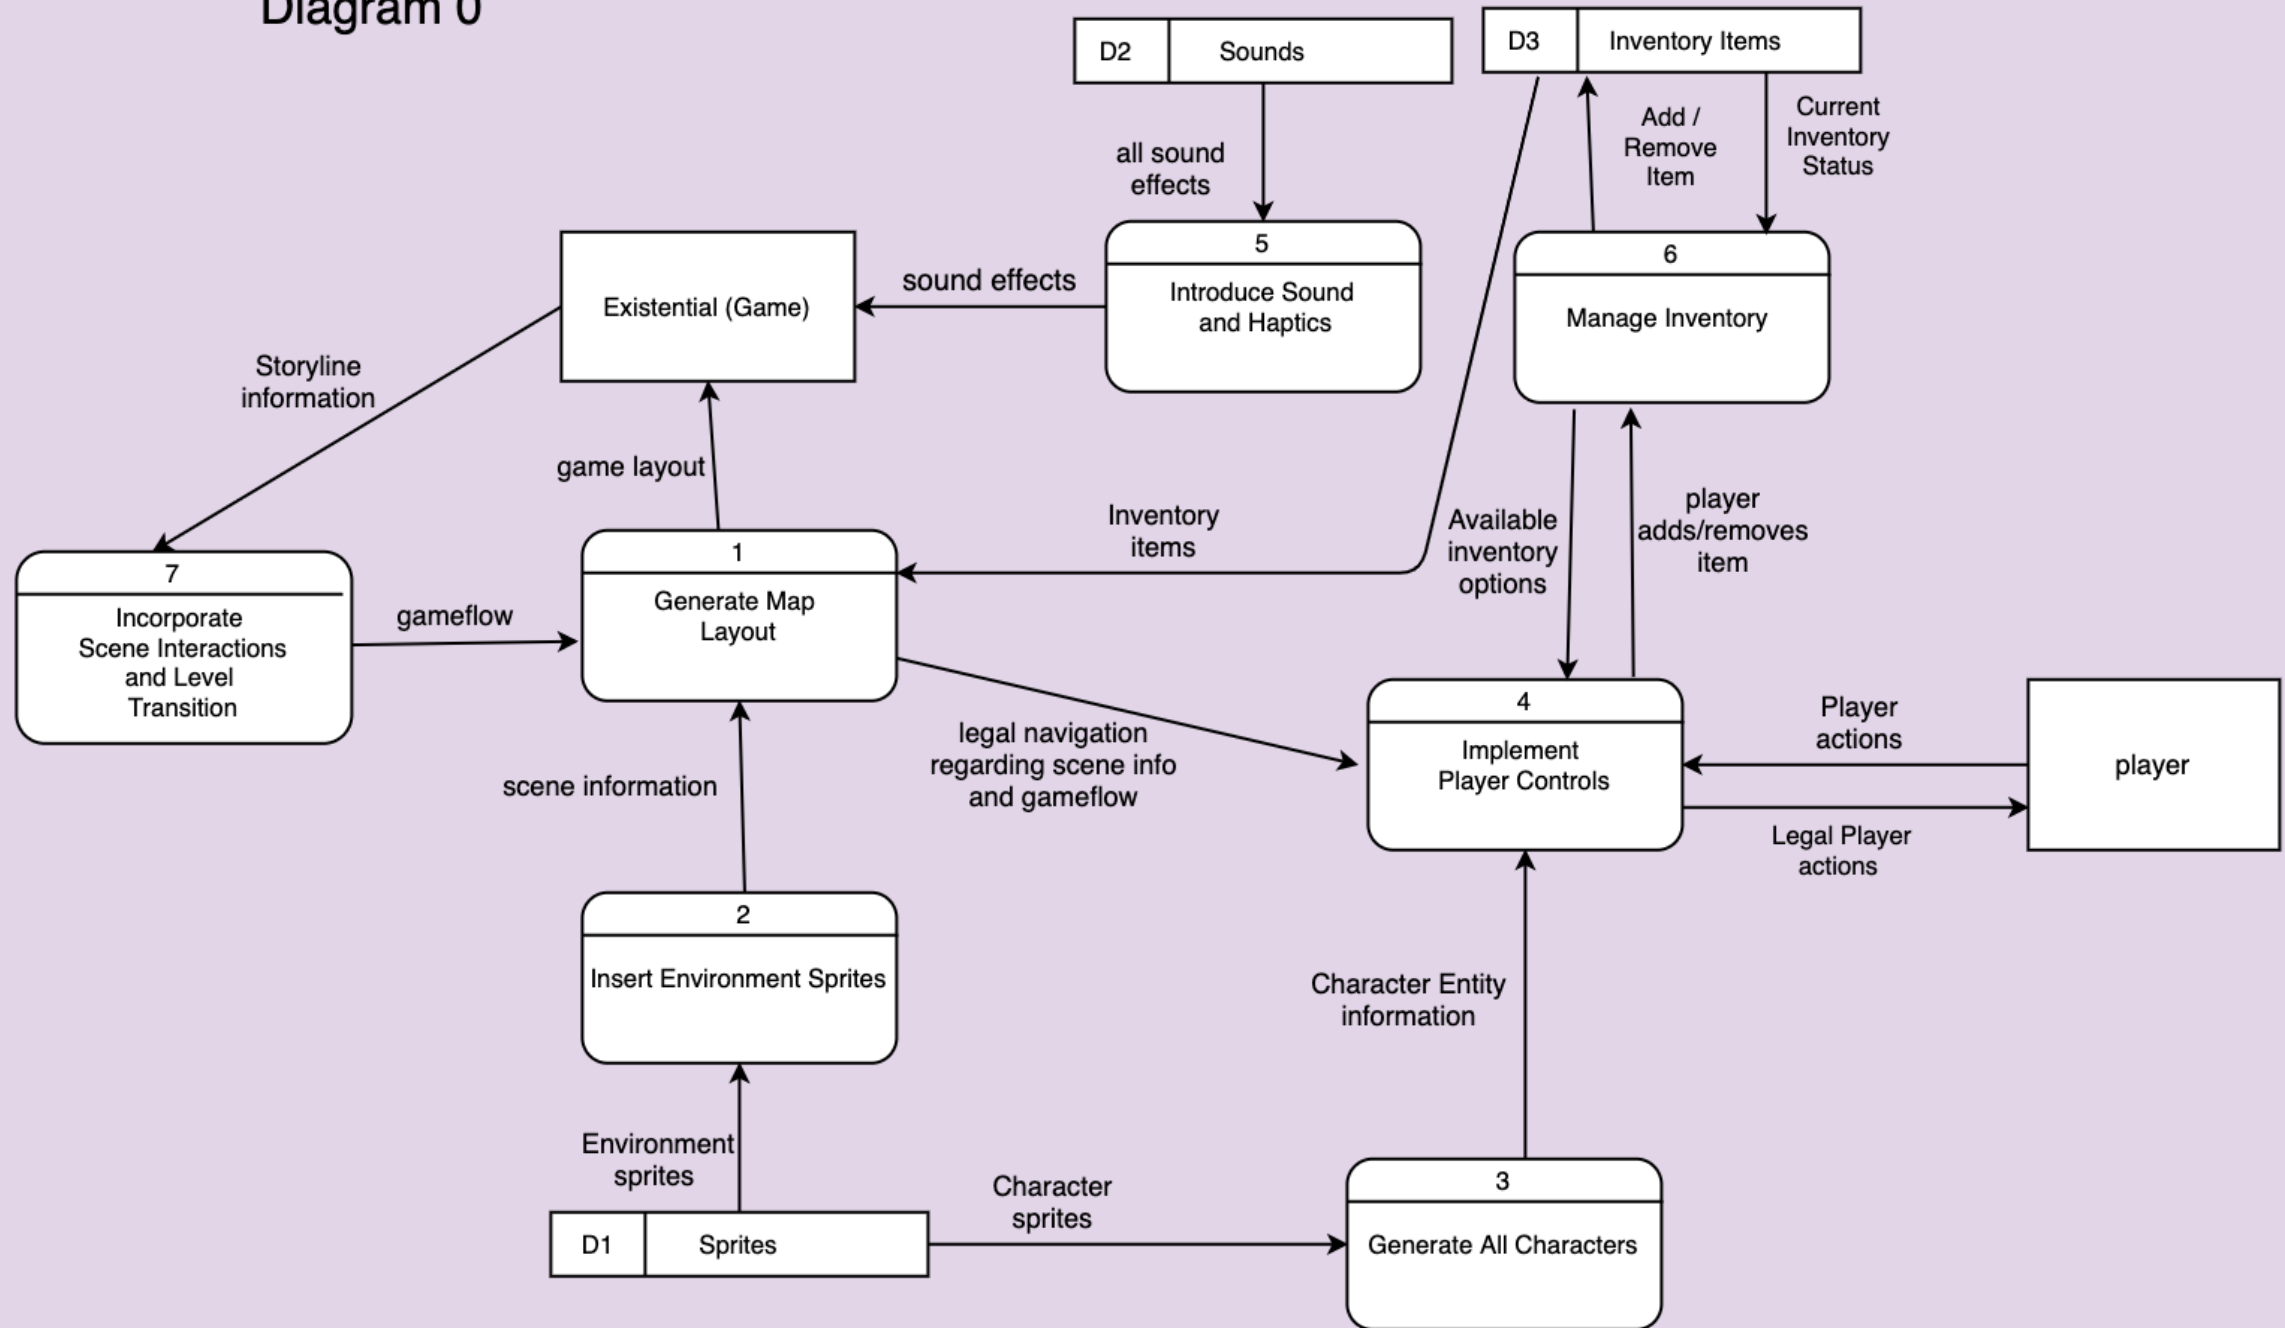 Diagram 0
D2
Sounds
D3
Inventory Items
all sound
effects
Add /
Remove
Item
Current
Inventory
Status
5
Introduce Sound
and Haptics
6
Manage Inventory
Existential (Game)
sound effects
Storyline
information
game layout
Inventory
items
Available
inventory
options
player
adds/removes
item
7
Incorporate
Scene Interactions
and Level
Transition
gameflow
1
Generate Map
Layout
legal navigation
regarding scene info
and gameflow
4
Implement
Player Controls
Player
actions
player
Legal Player
actions
scene information
2
Insert Environment Sprites
Character Entity
information
Environment
sprites
D1
Sprites
Character
sprites
3
Generate All Characters